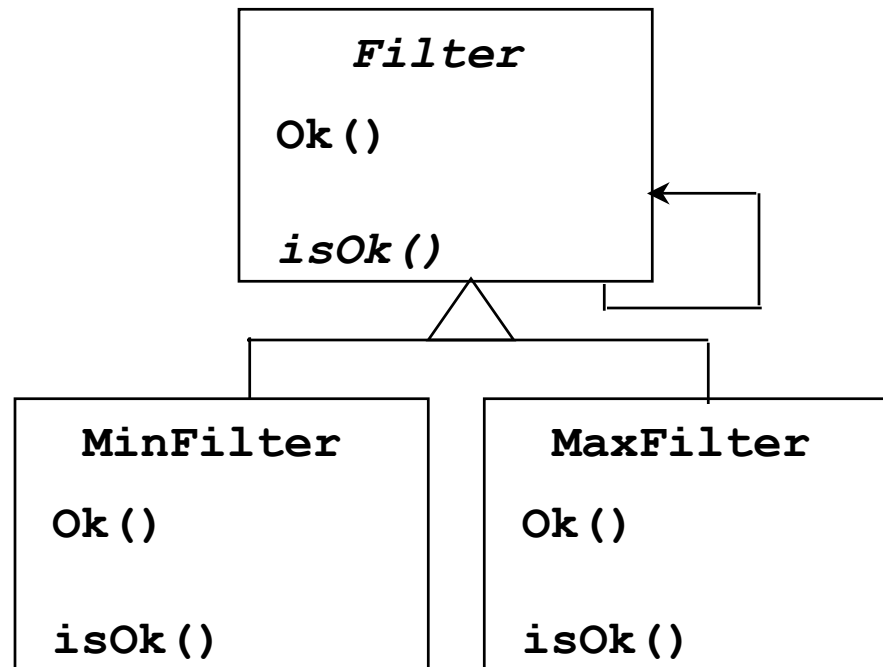 Filter
Ok()
isOk()
MinFilter
Ok()
isOk()
MaxFilter
Ok()
isOk()